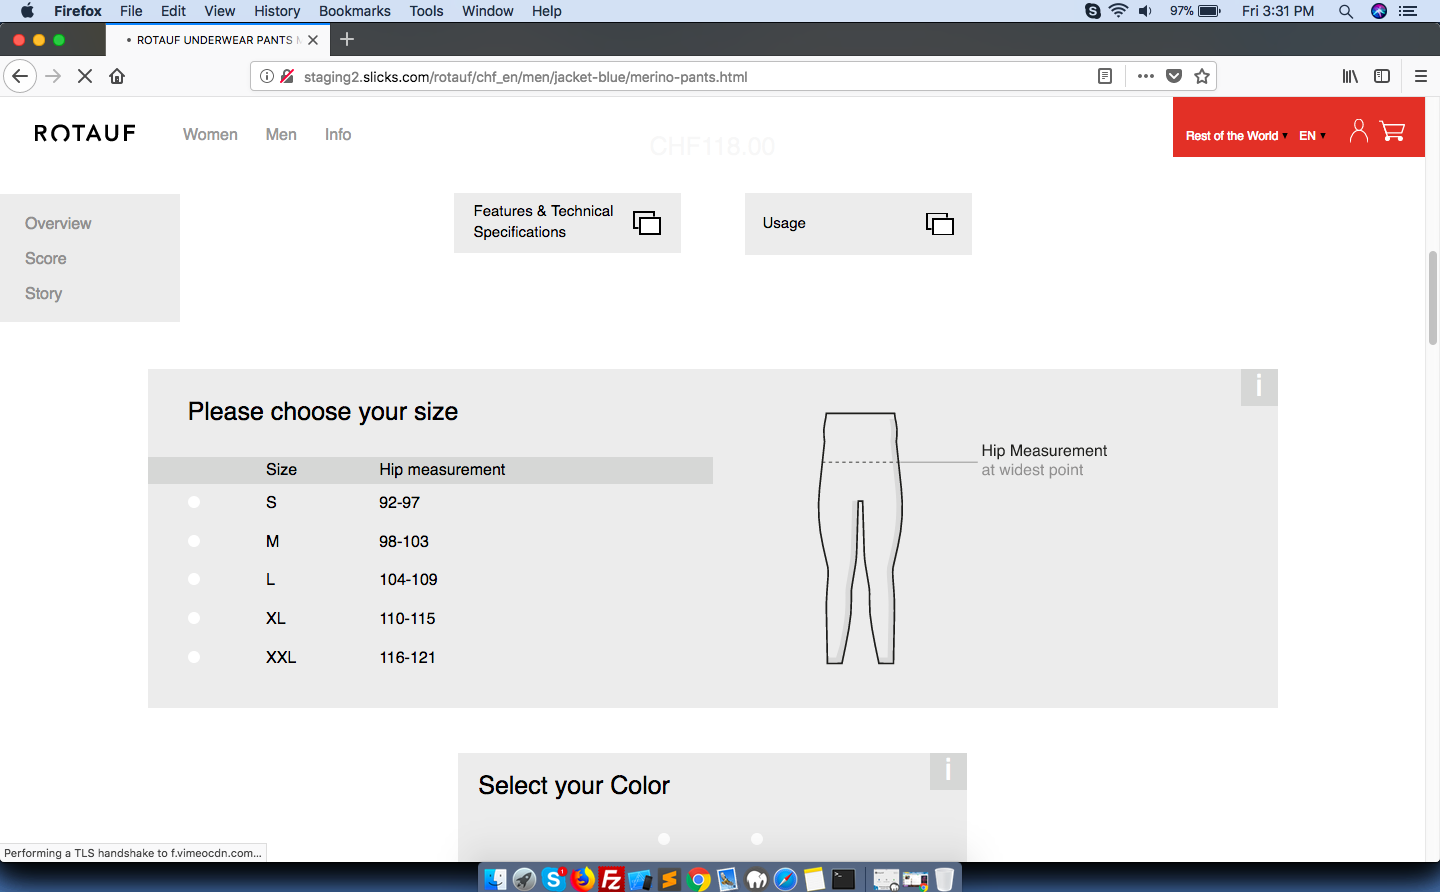 Firefox File Edit View History Bookmarks Tools Window Help 97% Fri 3:31 PM
• ROTAUF UNDERWEAR PANTS M
staging2.slicks.com/rotauf/chf_en/men/jacket-blue/merino-pants.html
ROTAUF Women Men Info Rest of the World EN
CHF118.00
Overview
Score
Story
Features & Technical
Specifications
Usage
i
Please choose your size
Size Hip measurement
S 92-97
M 98-103
L 104-109
XL 110-115
XXL 116-121
Hip Measurement
at widest point
i
Select your Color
Performing a TLS handshake to f.vimeocdn.com...